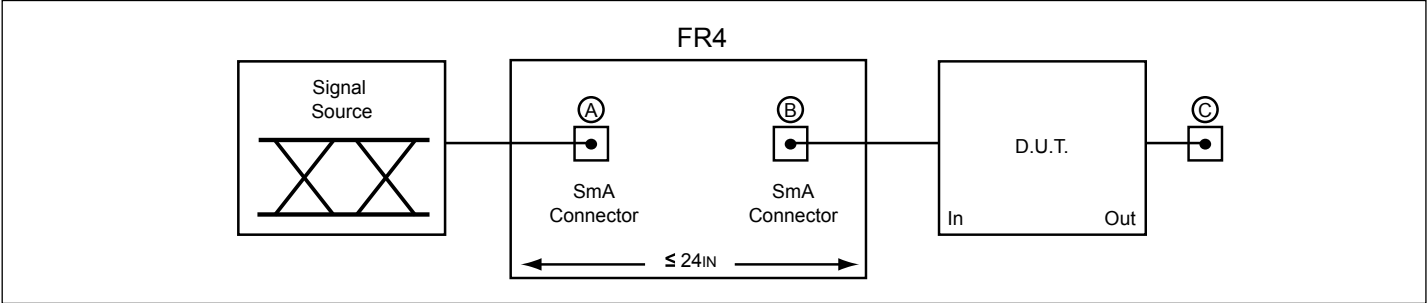 FR4
Signal
Source
A
B
C
D.U.T.
SmA
Connector
SmA
Connector
In
Out
≤ 24IN